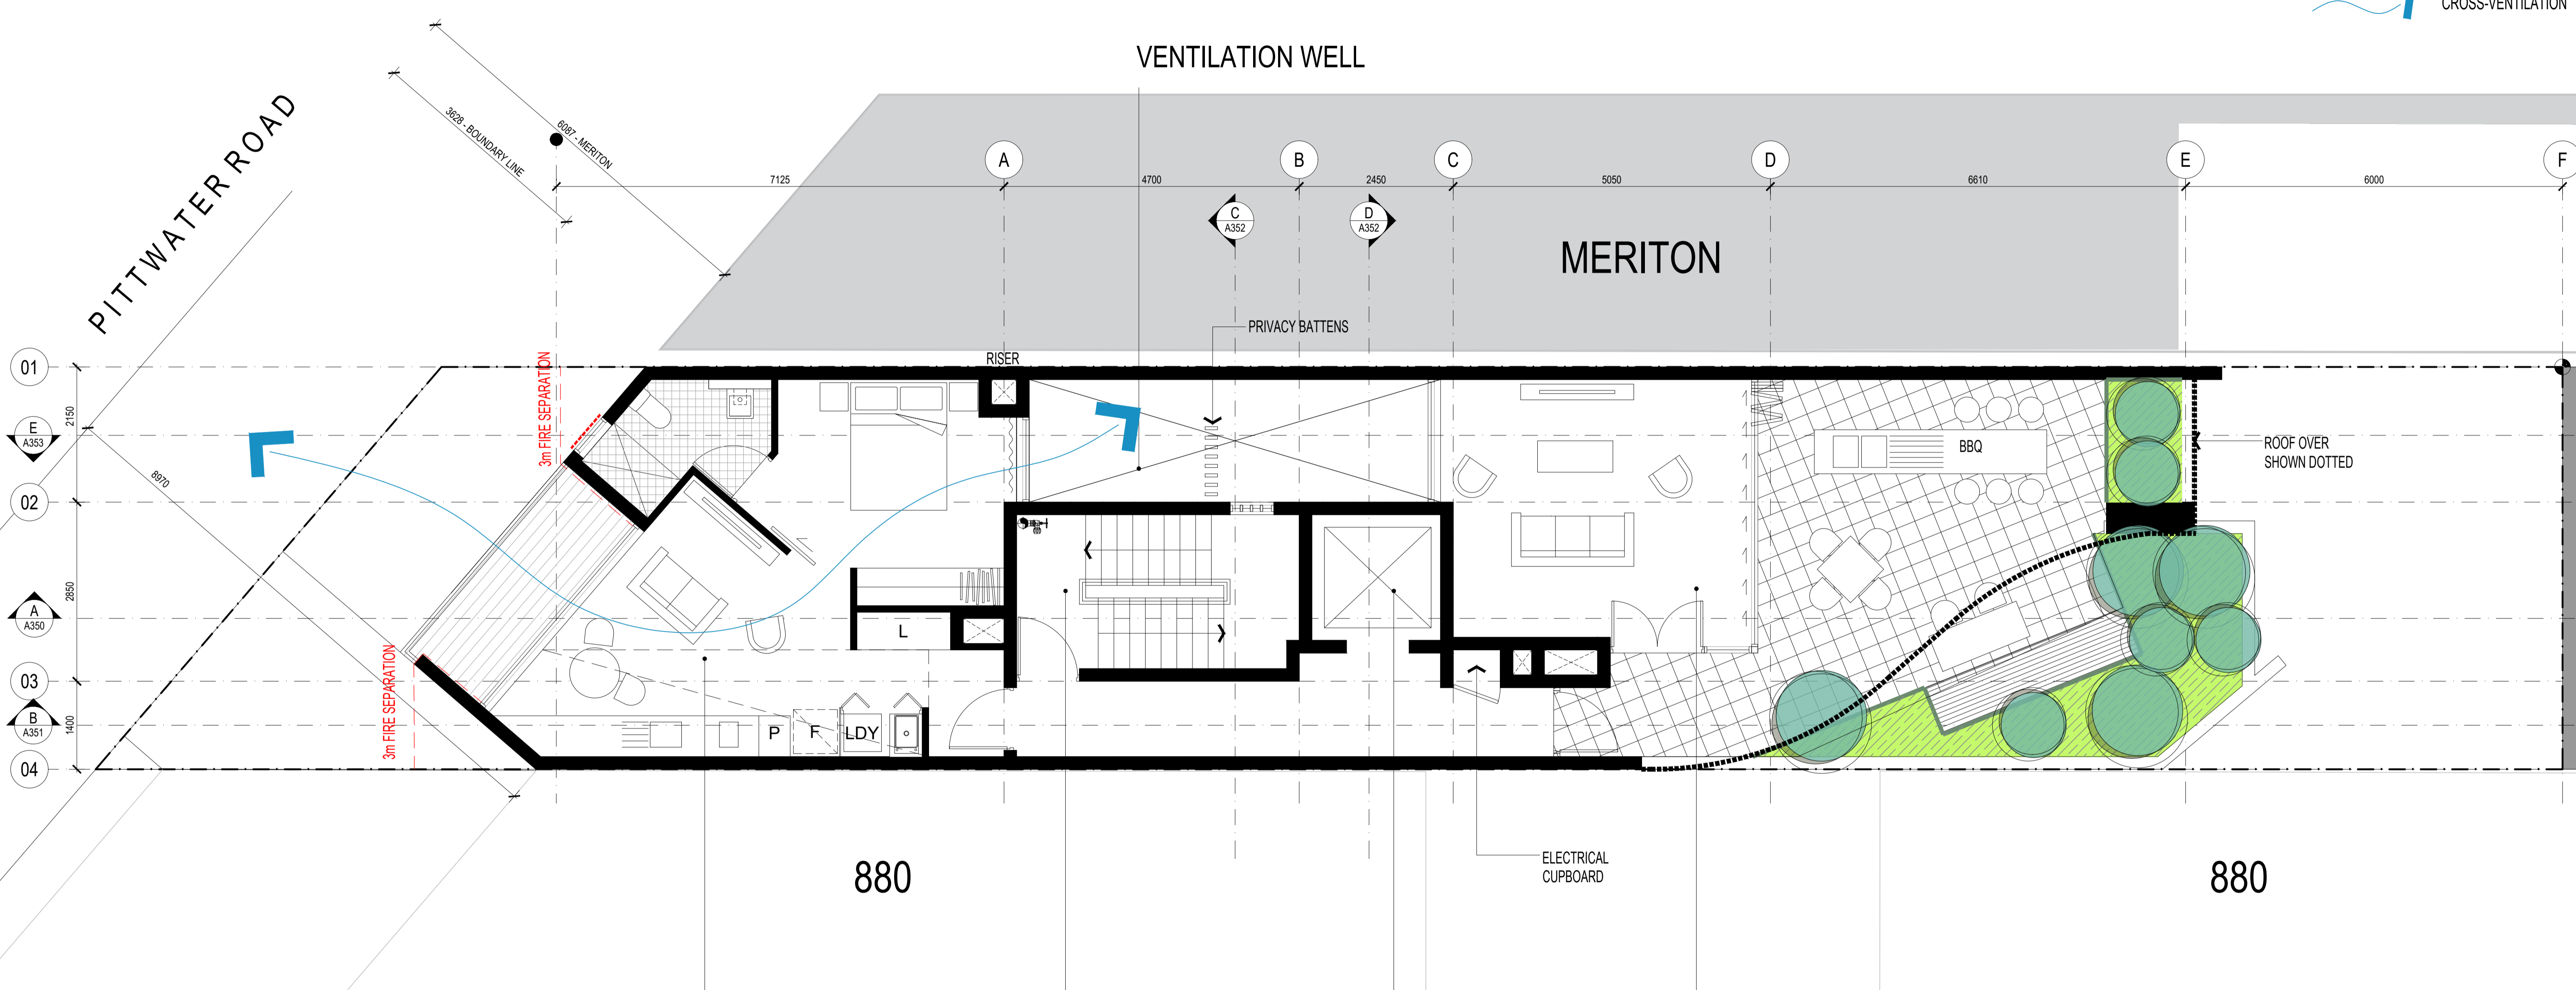 CROSS-VENTILATION
VENTILATION WELL
PITTWATER ROAD
3628 - BOUNDARY LINE
6087 - MERITON
A
B
C
D
E
F
7125
4700
2450
5050
6610
6000
C
A352
D
A352
MERITON
PRIVACY BATTENS
RISER
01
2150
E
A353
02
8970
2850
A
A350
03
B
A351
1400
04
3m FIRE SEPARATION
3m FIRE SEPARATION
BBQ
ROOF OVER
SHOWN DOTTED
L
P
F
LDY
ELECTRICAL
CUPBOARD
880
880